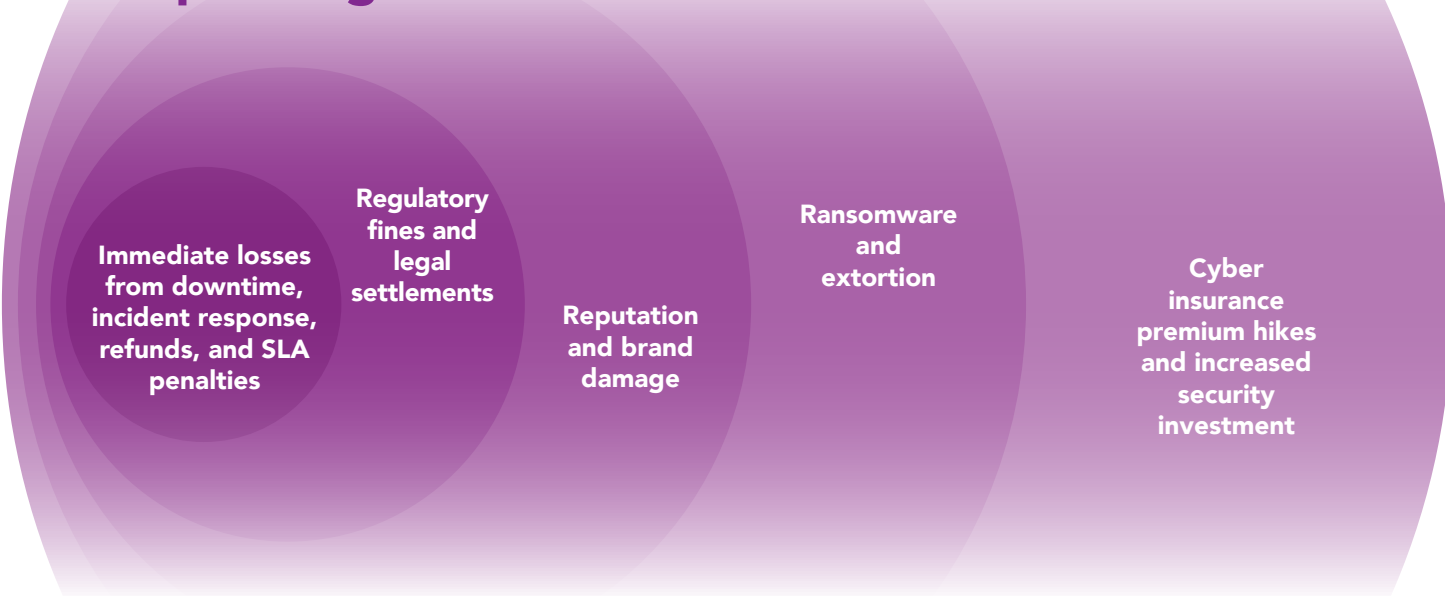 Immediate losses
from downtime,
incident response,
refunds, and SLA
penalties
Regulatory
fines and
legal
settlements
Reputation
and brand
damage
Ransomware
and
extortion
Cyber
insurance
premium hikes
and increased
security
investment